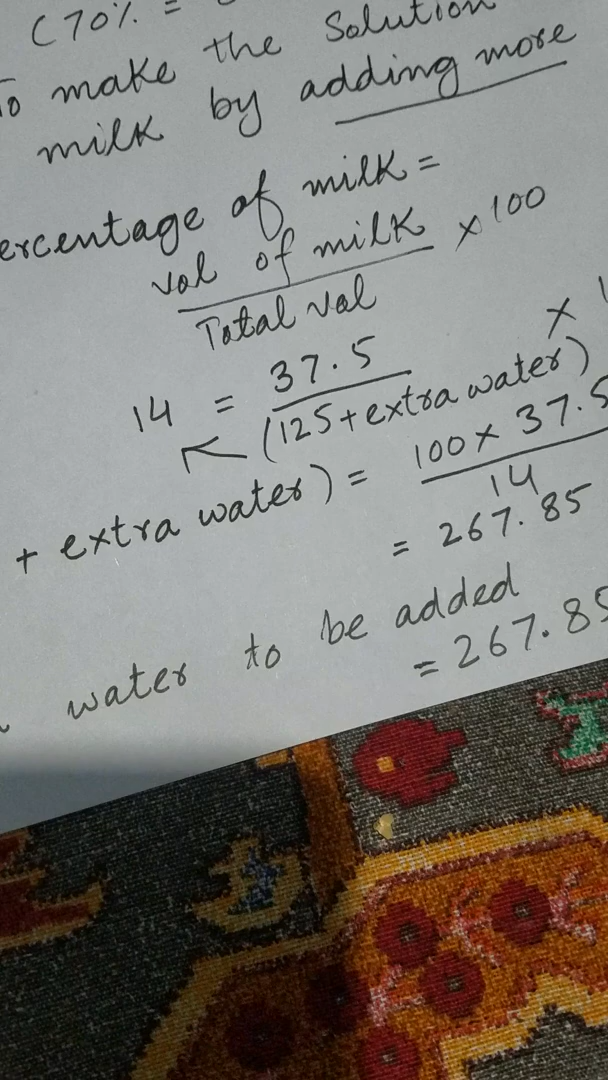 (70% =
To make the Solution
milk by adding more
ercentage of milk =
vol of milk × 100
Total vol
14 = 37.5 ×
(125 + extra water)
+ extra water) = 100 × 37.5
14
= 267.85
water to be added
= 267.85